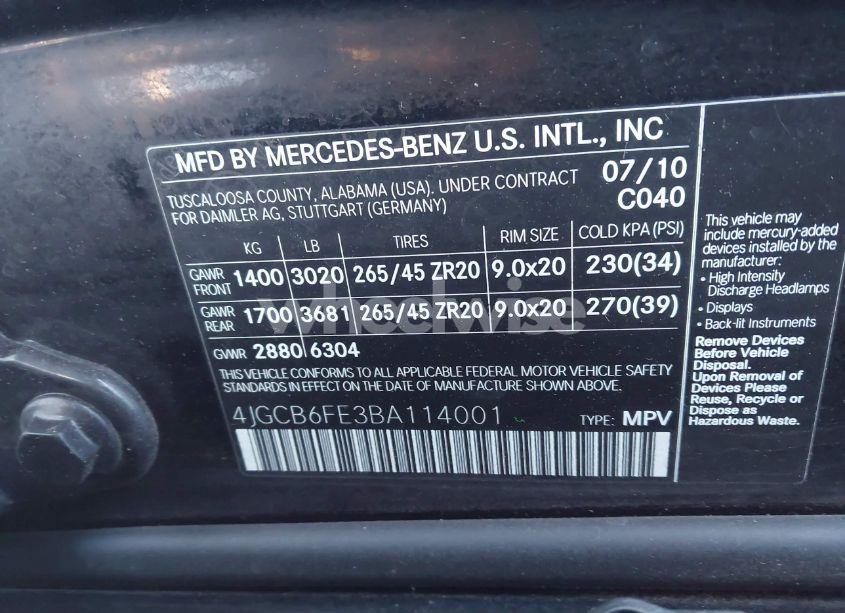 MFD BY MERCEDES-BENZ U.S. INTL., INC
TUSCALOOSA COUNTY, ALABAMA (USA). UNDER CONTRACT
FOR DAIMLER AG, STUTTGART (GERMANY)
07/10
C040
KG LB TIRES RIM SIZE COLD KPA (PSI)
GAWR FRONT 1400 3020 265/45 ZR20 9.0x20 230(34)
GAWR REAR 1700 3681 265/45 ZR20 9.0x20 270(39)
GWR 2880 6304
THIS VEHICLE CONFORMS TO ALL APPLICABLE FEDERAL MOTOR VEHICLE SAFETY
STANDARDS IN EFFECT ON THE DATE OF MANUFACTURE SHOWN ABOVE.
4JGCB6FE3BA114001 TYPE: MPV
This vehicle may
include mercury-added
devices installed by the
manufacturer:
• High Intensity
Discharge Headlamps
• Displays
• Back-lit Instruments
Remove Devices
Before Vehicle
Disposal.
Upon Removal of
Devices Please
Reuse, Recycle or
Dispose as
Hazardous Waste.
wheelwise